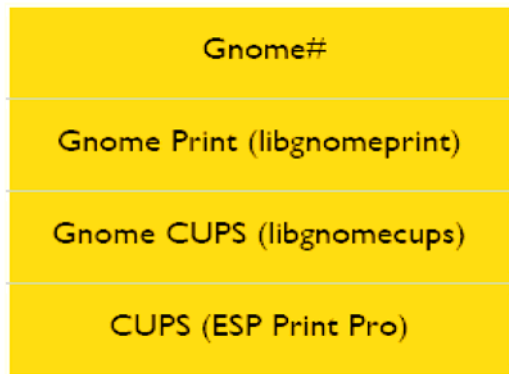 Gnome#
Gnome Print (libgnomeprint)
Gnome CUPS (libgnomecups)
CUPS (ESP Print Pro)